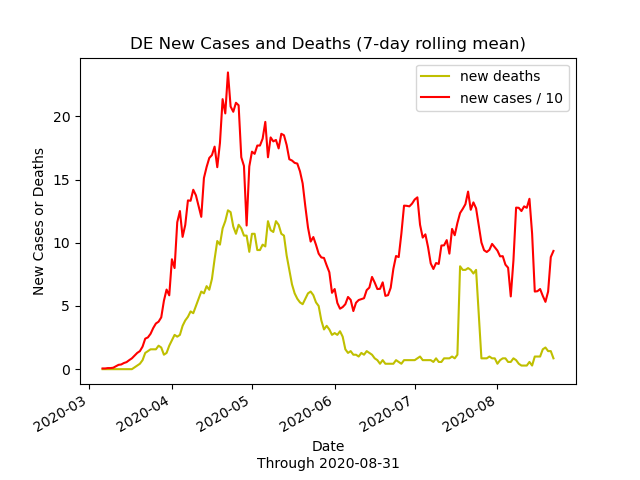 DE New Cases and Deaths (7-day rolling mean)
new deaths
new cases / 10
New Cases or Deaths
20
15
10
5
0
2020-03
2020-04
2020-05
2020-06
2020-07
2020-08
Date
Through 2020-08-31